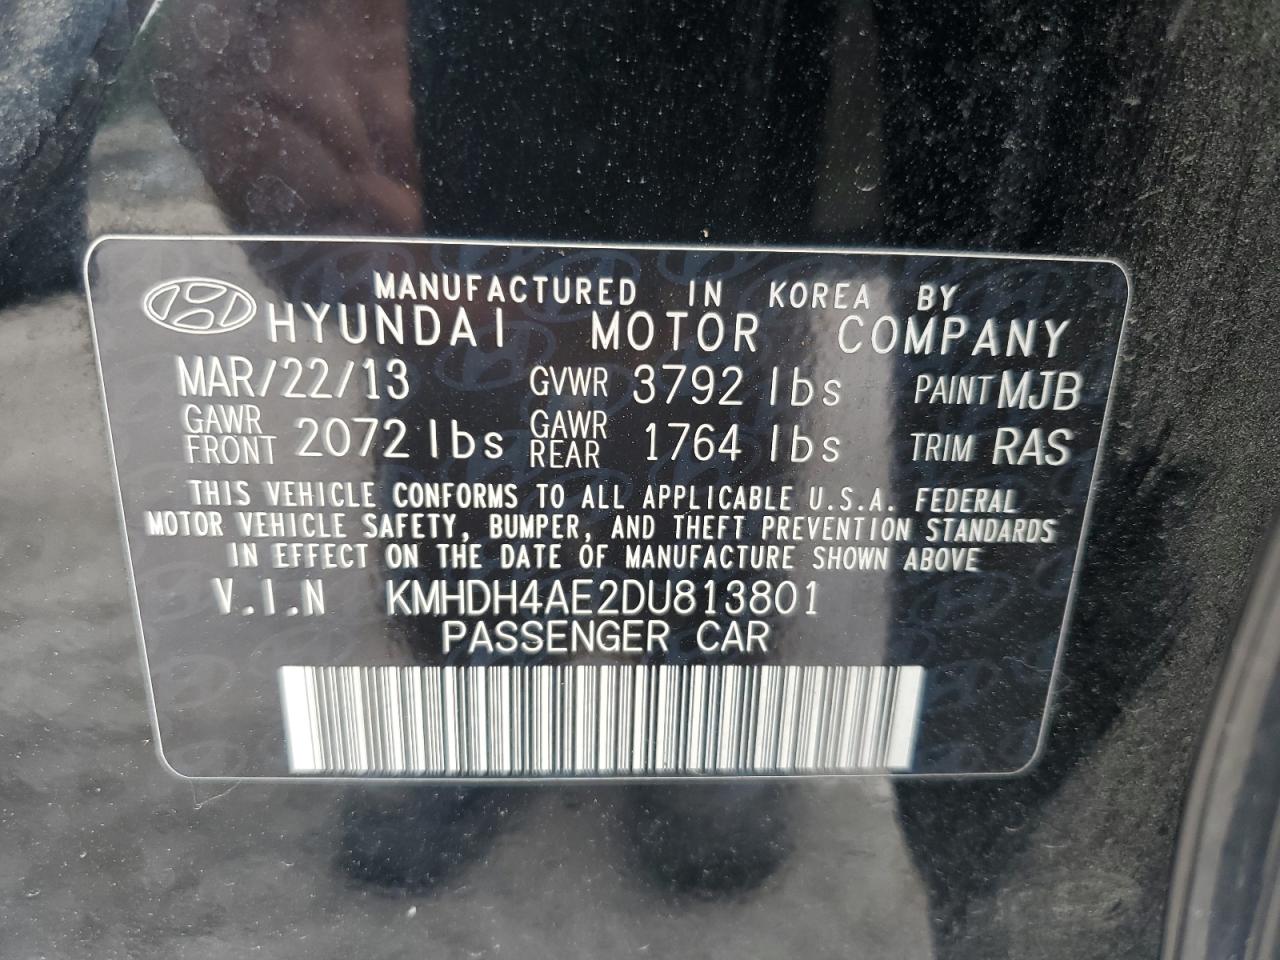 MANUFACTURED IN KOREA BY
HYUNDAI MOTOR COMPANY
MAR/22/13 GVWR 3792 lbs PAINT MJB
GAWR FRONT 2072 lbs GAWR REAR 1764 lbs TRIM RAS
THIS VEHICLE CONFORMS TO ALL APPLICABLE U.S.A. FEDERAL
MOTOR VEHICLE SAFETY, BUMPER, AND THEFT PREVENTION STANDARDS
IN EFFECT ON THE DATE OF MANUFACTURE SHOWN ABOVE
V.I.N KMHDH4AE2DU813801
PASSENGER CAR